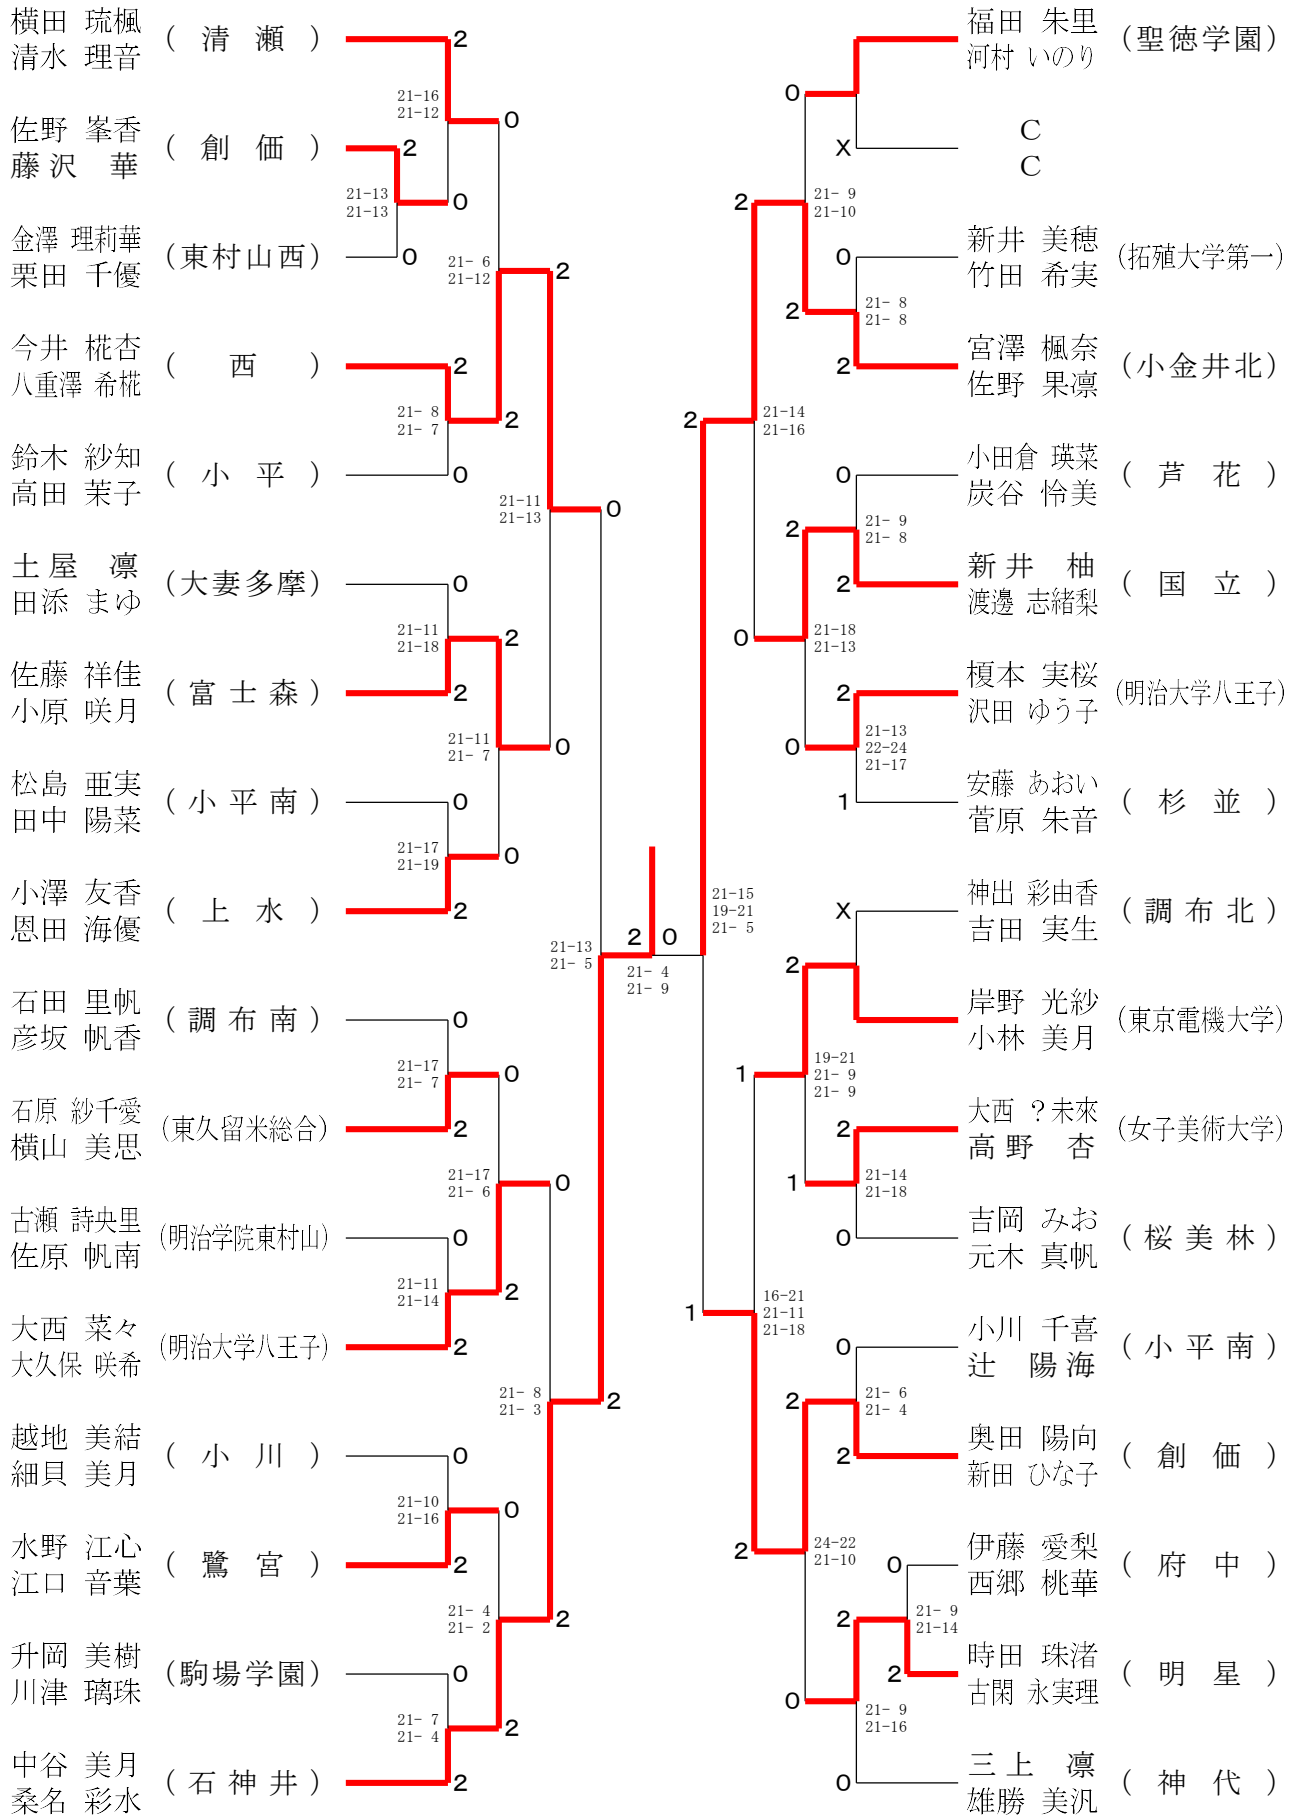 横田 琉楓
清水 理音
( 清 瀬 )
2
21-16
21-12
0
佐野 峯香
藤沢 華
( 創 価 )
2
21-13
21-13
0
金澤 理莉華
栗田 千優
(東村山西)
0
21- 6
21-12
2
今井 椛杏
八重澤 希椛
( 西 )
2
21- 8
21- 7
2
鈴木 紗知
高田 茉子
( 小 平 )
0
21-11
21-13
0
土屋 凛
田添 まゆ
(大妻多摩)
0
21-11
21-18
2
佐藤 祥佳
小原 咲月
( 富 士 森 )
2
21-11
21- 7
0
松島 亜実
田中 陽菜
( 小 平 南 )
0
21-17
21-19
0
小澤 友香
恩田 海優
( 上 水 )
2
21-13
21- 5
2 0
21- 4
21- 9
石田 里帆
彦坂 帆香
( 調 布 南 )
0
21-17
21- 7
0
石原 紗千愛
横山 美思
(東久留米総合)
2
21-17
21- 6
0
古瀬 詩央里
佐原 帆南
(明治学院東村山)
0
21-11
21-14
2
大西 菜々
大久保 咲希
(明治大学八王子)
2
21- 8
21- 3
2
越地 美結
細貝 美月
( 小 川 )
0
21-10
21-16
0
水野 江心
江口 音葉
( 鷺 宮 )
2
21- 4
21- 2
2
升岡 美樹
川津 璃珠
(駒場学園)
0
21- 7
21- 4
2
中谷 美月
桑名 彩水
( 石 神 井 )
2
福田 朱里
河村 いのり
(聖徳学園)
0
C
C
X
21- 9
21-10
2
新井 美穂
竹田 希実
(拓殖大学第一)
0
21- 8
21- 8
2
宮澤 楓奈
佐野 果凛
(小金井北)
2
21-14
21-16
2
小田倉 瑛菜
炭谷 怜美
( 芦 花 )
0
21- 9
21- 8
2
新井 柚
渡邊 志緒梨
( 国 立 )
2
21-18
21-13
0
榎本 実桜
沢田 ゆう子
(明治大学八王子)
2
21-13
22-24
21-17
0
安藤 あおい
菅原 朱音
( 杉 並 )
1
21-15
19-21
21- 5
神出 彩由香
吉田 実生
( 調 布 北 )
X
2
岸野 光紗
小林 美月
(東京電機大学)
19-21
21- 9
21- 9
1
大西 ?未來
高野 杏
(女子美術大学)
2
21-14
21-18
1
吉岡 みお
元木 真帆
( 桜 美 林 )
0
16-21
21-11
21-18
1
小川 千喜
辻 陽海
( 小 平 南 )
0
21- 6
21- 4
2
奥田 陽向
新田 ひな子
( 創 価 )
2
24-22
21-10
2
伊藤 愛梨
西郷 桃華
( 府 中 )
0
21- 9
21-14
2
時田 珠渚
古閑 永実理
( 明 星 )
2
21- 9
21-16
0
三上 凛
雄勝 美汎
( 神 代 )
0